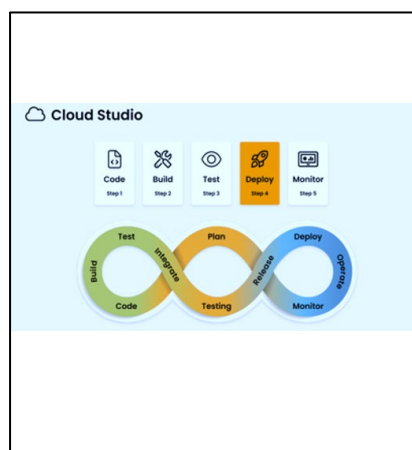 Cloud Studio
Code
Step 1
Build
Step 2
Test
Step 3
Deploy
Step 4
Monitor
Step 5
Test
Plan
Deploy
Build
Integrate
Release
Operate
Code
Testing
Monitor